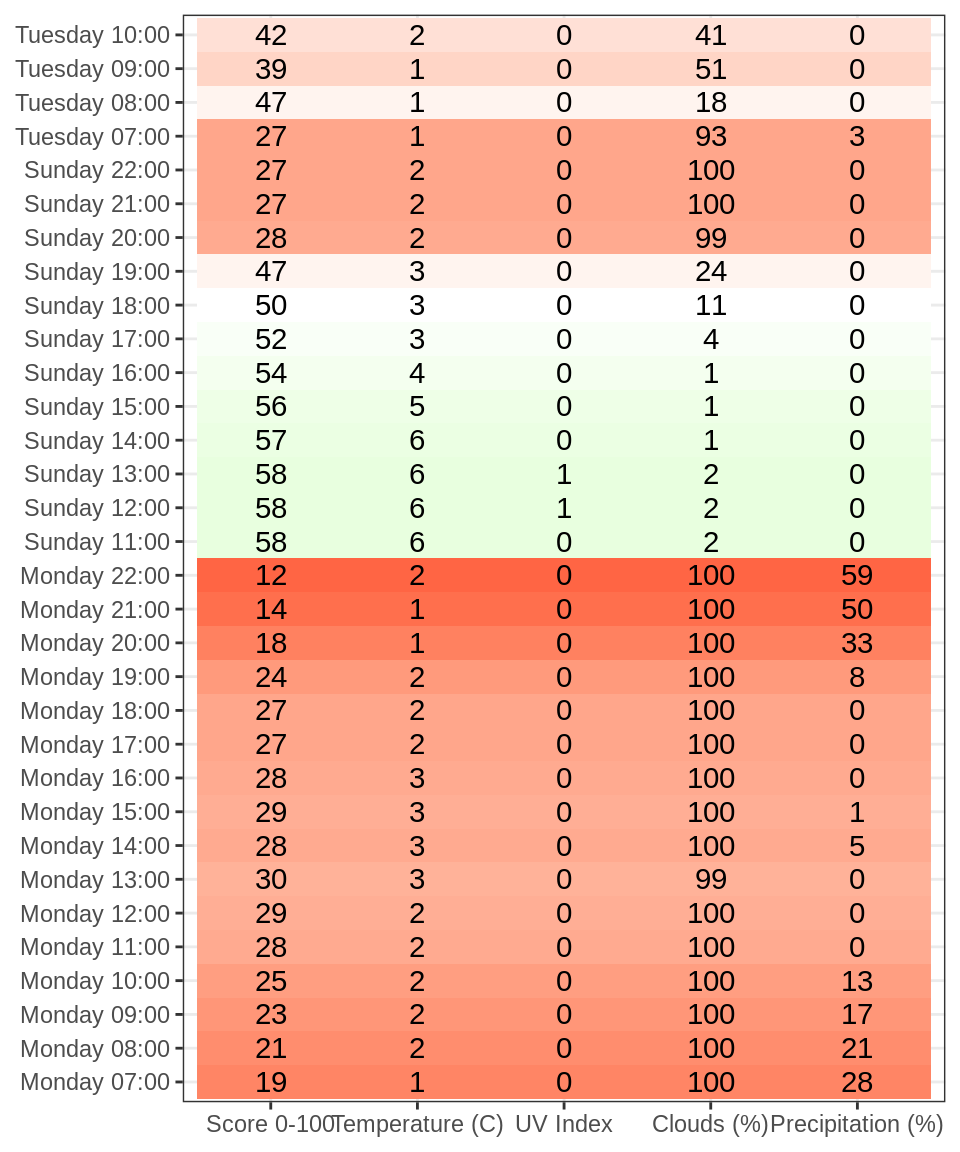 Tuesday 10:00 42 2 0 41 0
Tuesday 09:00 39 1 0 51 0
Tuesday 08:00 47 1 0 18 0
Tuesday 07:00 27 1 0 93 3
Sunday 22:00 27 2 0 100 0
Sunday 21:00 27 2 0 100 0
Sunday 20:00 28 2 0 99 0
Sunday 19:00 47 3 0 24 0
Sunday 18:00 50 3 0 11 0
Sunday 17:00 52 3 0 4 0
Sunday 16:00 54 4 0 1 0
Sunday 15:00 56 5 0 1 0
Sunday 14:00 57 6 0 1 0
Sunday 13:00 58 6 1 2 0
Sunday 12:00 58 6 1 2 0
Sunday 11:00 58 6 0 2 0
Monday 22:00 12 2 0 100 59
Monday 21:00 14 1 0 100 50
Monday 20:00 18 1 0 100 33
Monday 19:00 24 2 0 100 8
Monday 18:00 27 2 0 100 0
Monday 17:00 27 2 0 100 0
Monday 16:00 28 3 0 100 0
Monday 15:00 29 3 0 100 1
Monday 14:00 28 3 0 100 5
Monday 13:00 30 3 0 99 0
Monday 12:00 29 2 0 100 0
Monday 11:00 28 2 0 100 0
Monday 10:00 25 2 0 100 13
Monday 09:00 23 2 0 100 17
Monday 08:00 21 2 0 100 21
Monday 07:00 19 1 0 100 28
Score 0-100 Temperature (C) UV Index Clouds (%) Precipitation (%)